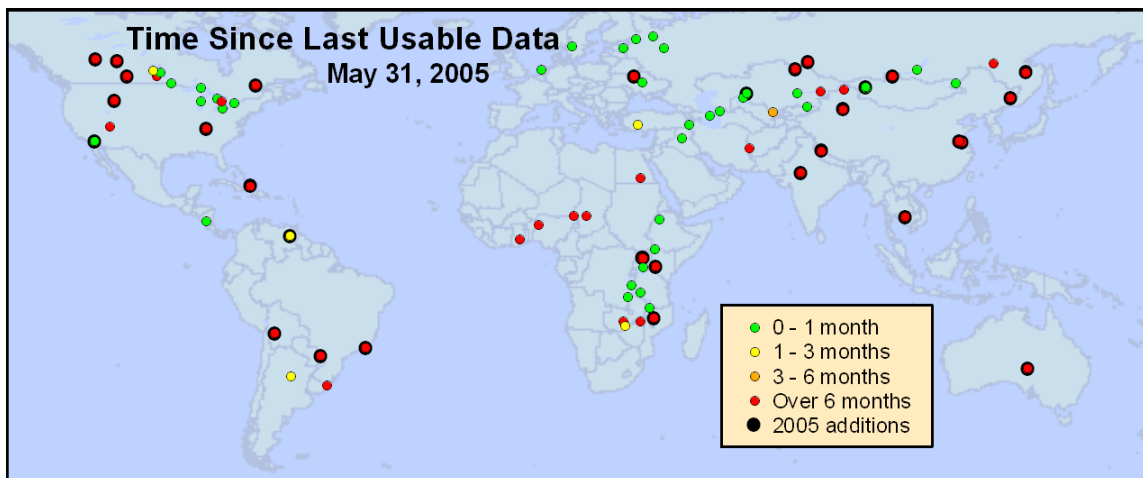 Time Since Last Usable Data
May 31, 2005
0 - 1 month
1 - 3 months
3 - 6 months
Over 6 months
2005 additions